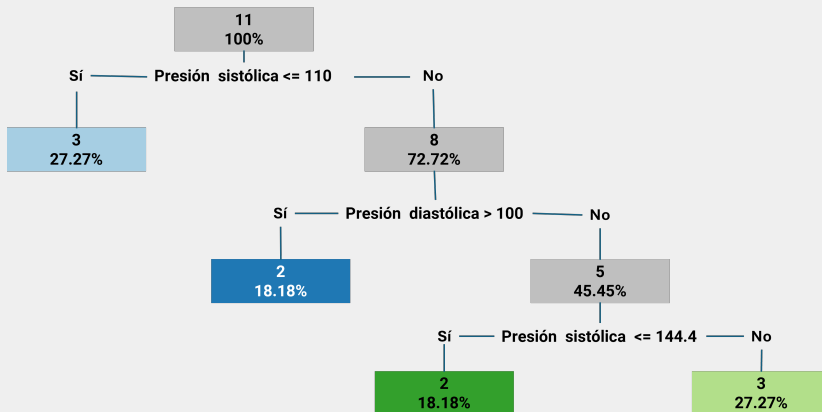 11
100%
Sí
Presión sistólica <= 110
No
3
27.27%
8
72.72%
Sí
Presión diastólica > 100
No
2
18.18%
5
45.45%
Sí
Presión sistólica <= 144.4
No
2
18.18%
3
27.27%